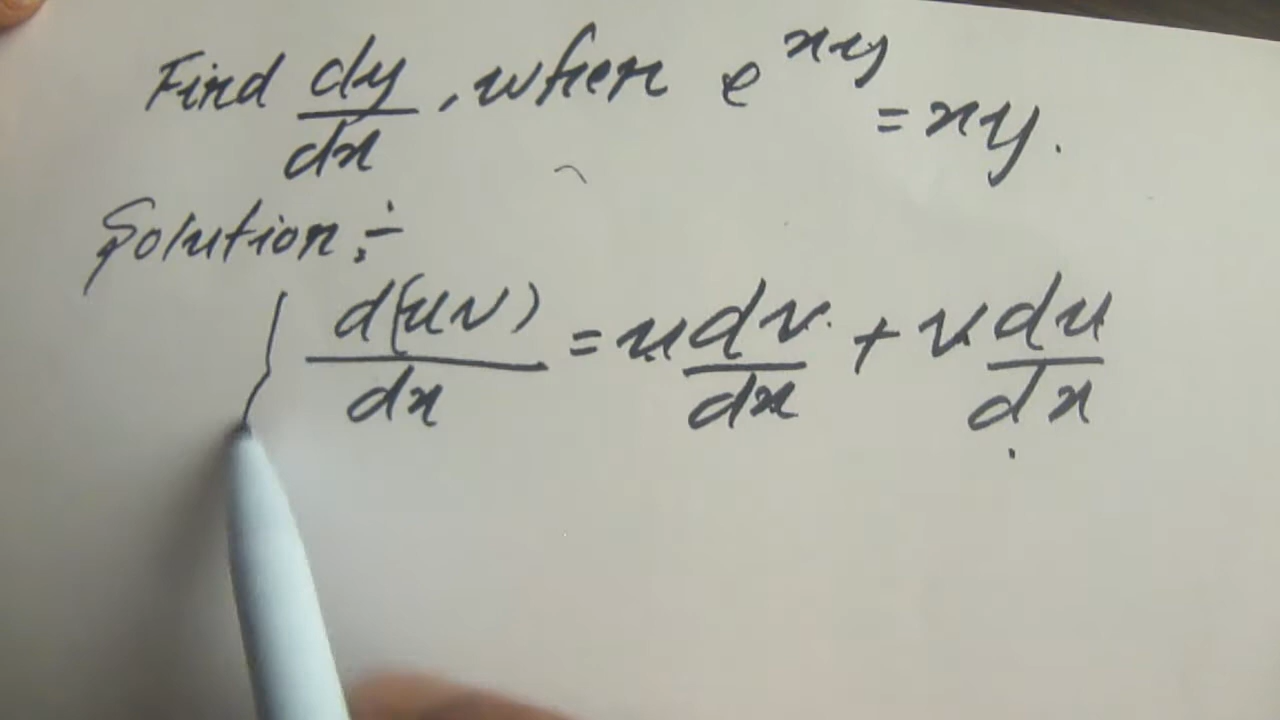 Find dy/dx, when e^xy = xy.
Solution :-
d(uv)/dx = u dv/dx + v du/dx